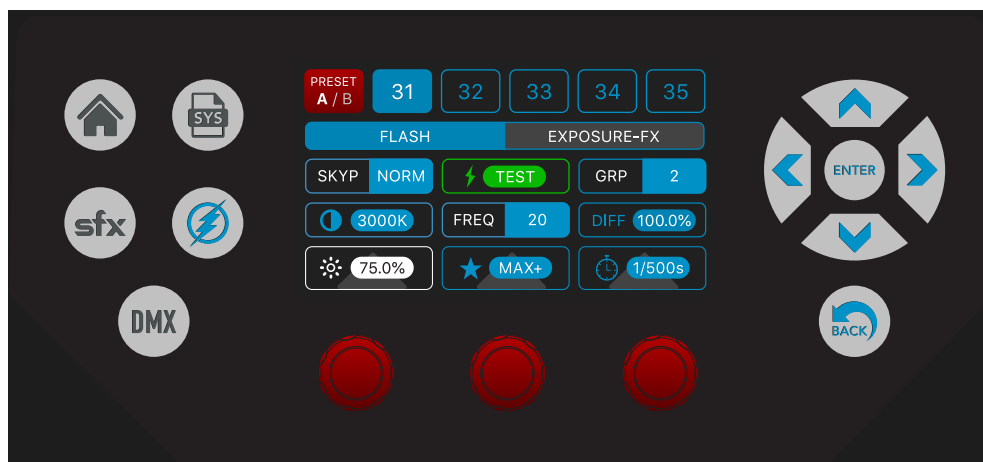 PRESET
A / B
31
32
33
34
35
FLASH
EXPOSURE-FX
SKYP NORM
TEST
GRP 2
3000K
FREQ 20
DIFF 100.0%
75.0%
MAX+
1/500s
SYS
sfx
DMX
ENTER
BACK